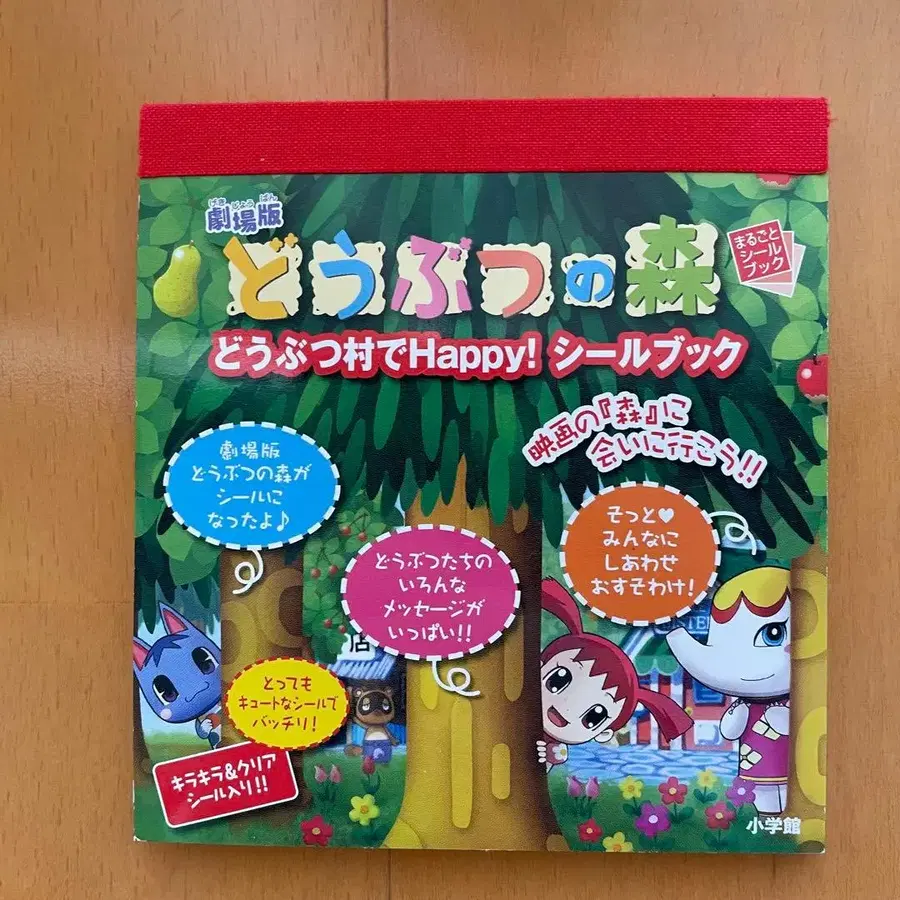 げきじょうばん
劇場版
どうぶつの森
まるごと
シール
ブック
どうぶつ村でHappy! シールブック
映画の『森』に
会いに行こう!!
劇場版
どうぶつの森が
シールに
なったよ♪
そっと♥
みんなに
しあわせ
おすそわけ!
どうぶつたちの
いろんな
メッセージが
いっぱい!!
店
とっても
キュートなシールで
バッチリ!
キラキラ&クリア
シール入り!!
小学館